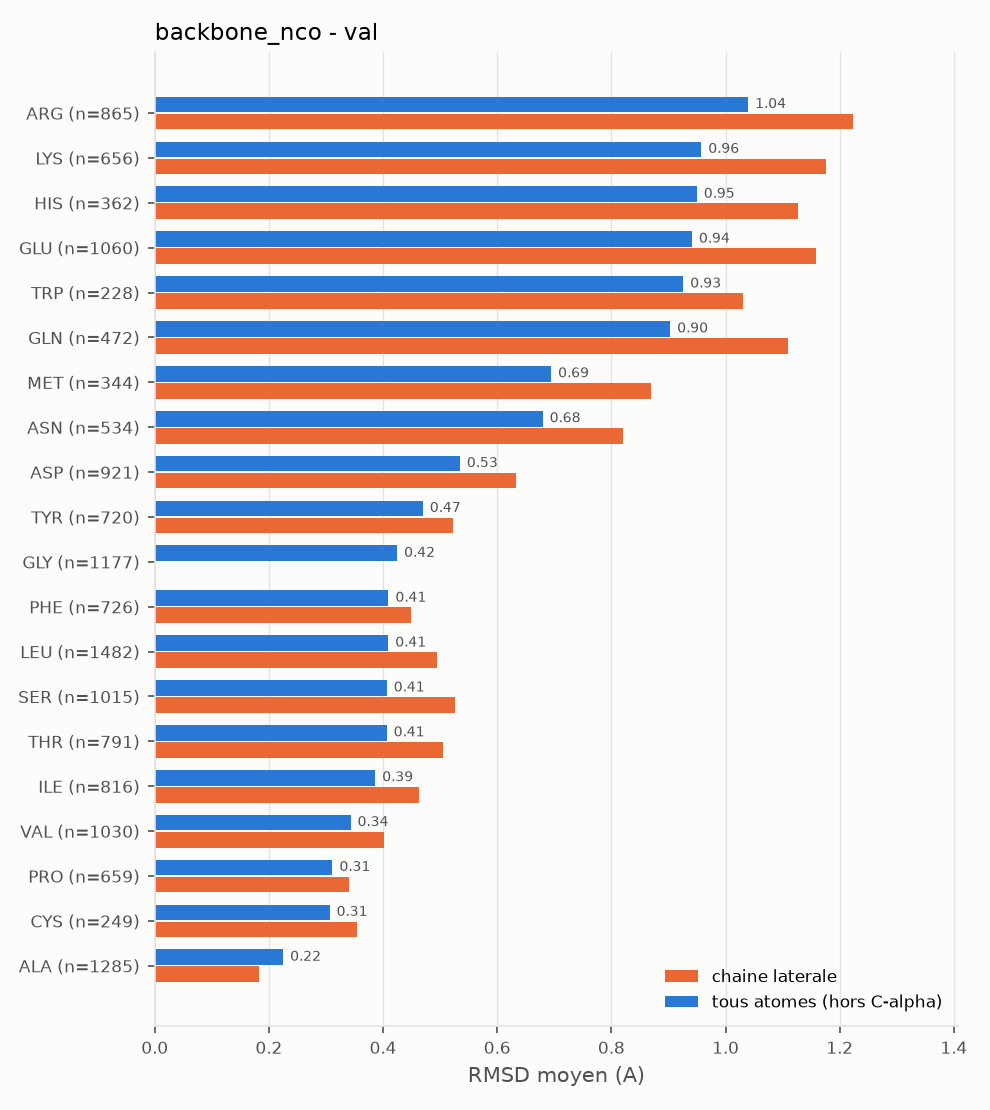 backbone_nco - val
ARG (n=865)
1.04
LYS (n=656)
0.96
HIS (n=362)
0.95
GLU (n=1060)
0.94
TRP (n=228)
0.93
GLN (n=472)
0.90
MET (n=344)
0.69
ASN (n=534)
0.68
ASP (n=921)
0.53
TYR (n=720)
0.47
GLY (n=1177)
0.42
PHE (n=726)
0.41
LEU (n=1482)
0.41
SER (n=1015)
0.41
THR (n=791)
0.41
ILE (n=816)
0.39
VAL (n=1030)
0.34
PRO (n=659)
0.31
CYS (n=249)
0.31
ALA (n=1285)
0.22
chaine laterale
tous atomes (hors C-alpha)
0.0 0.2 0.4 0.6 0.8 1.0 1.2 1.4
RMSD moyen (A)